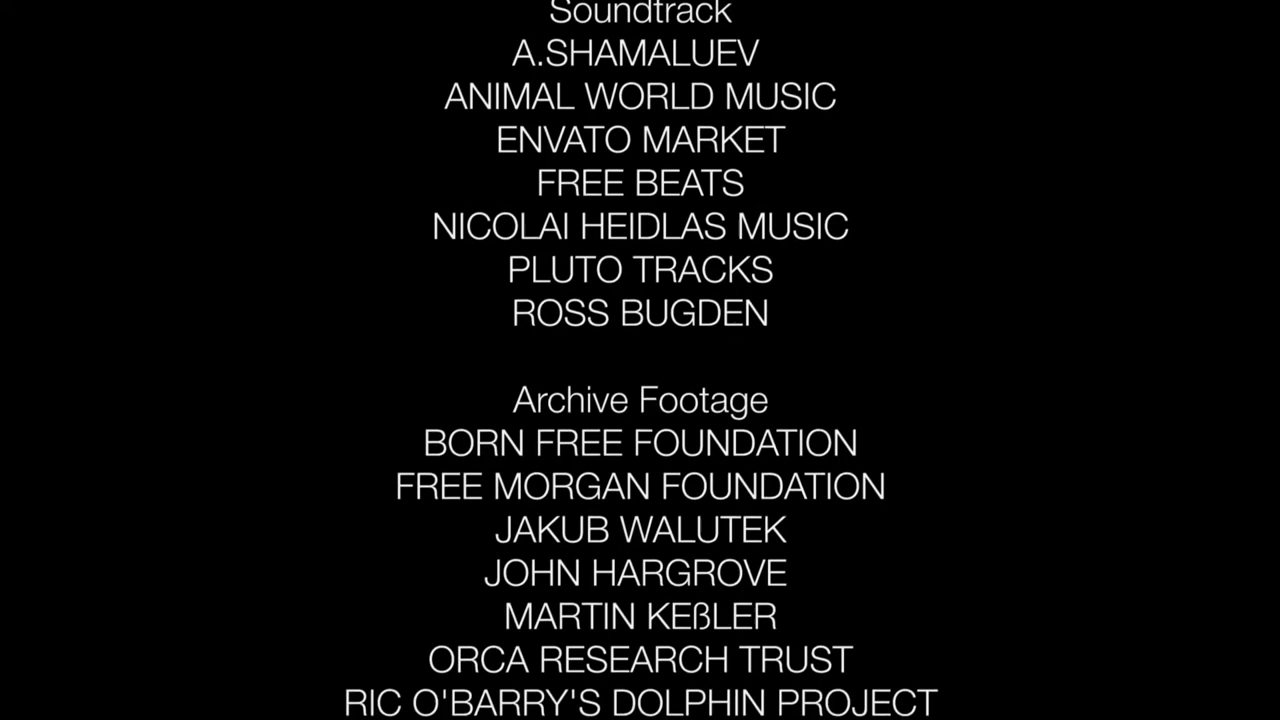 Soundtrack
A.SHAMALUEV
ANIMAL WORLD MUSIC
ENVATO MARKET
FREE BEATS
NICOLAI HEIDLAS MUSIC
PLUTO TRACKS
ROSS BUGDEN
Archive Footage
BORN FREE FOUNDATION
FREE MORGAN FOUNDATION
JAKUB WALUTEK
JOHN HARGROVE
MARTIN KEßLER
ORCA RESEARCH TRUST
RIC O'BARRY'S DOLPHIN PROJECT